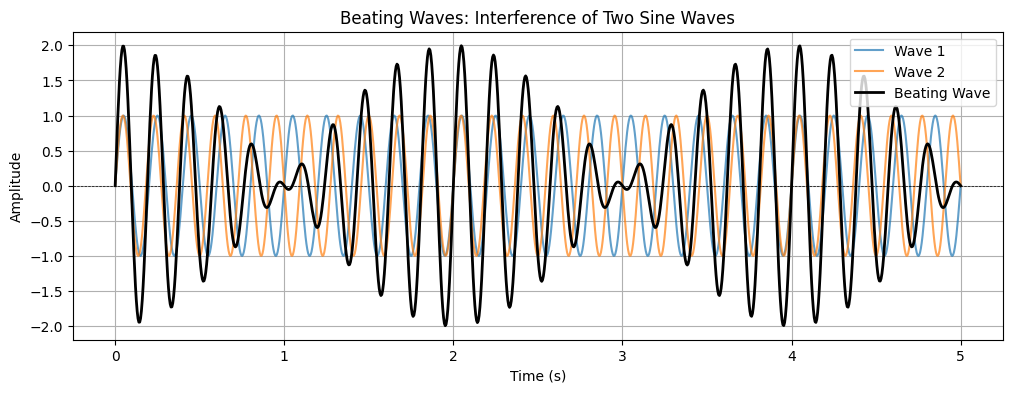 Beating Waves: Interference of Two Sine Waves
Wave 1
Wave 2
Beating Wave
Amplitude
2.0
1.5
1.0
0.5
0.0
−0.5
−1.0
−1.5
−2.0
0 1 2 3 4 5
Time (s)